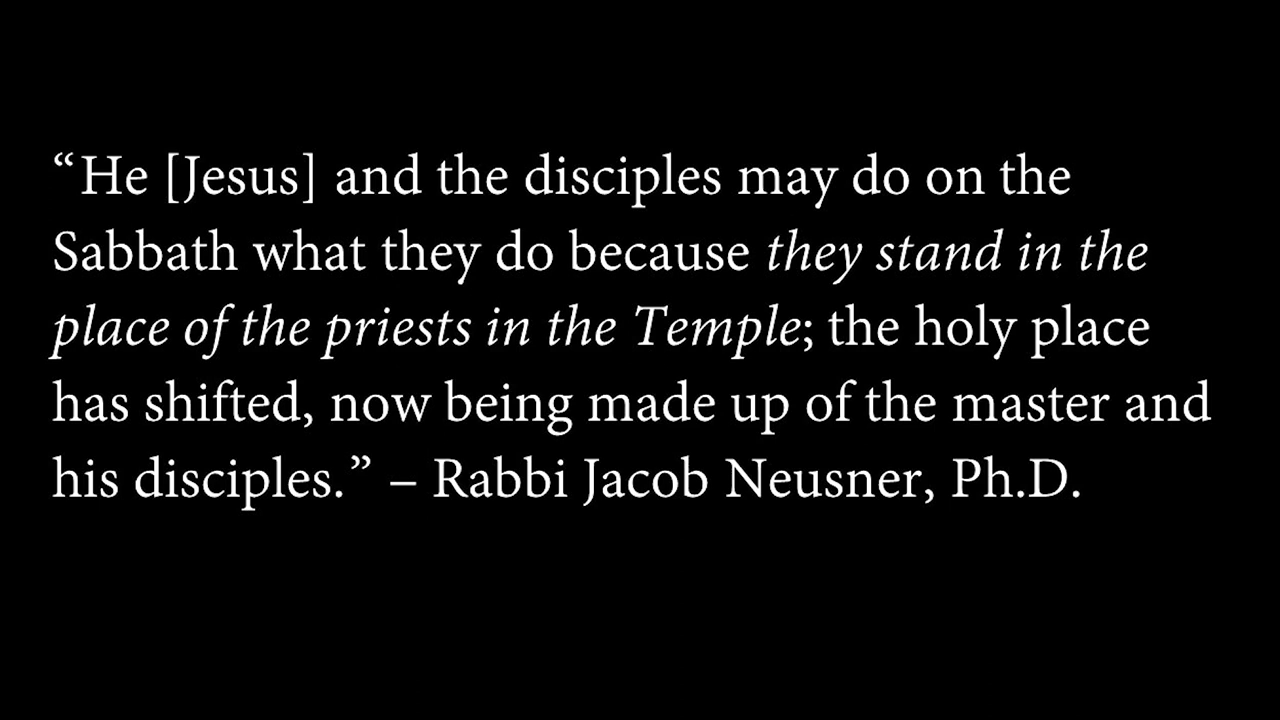 “He [Jesus] and the disciples may do on the
Sabbath what they do because they stand in the
place of the priests in the Temple; the holy place
has shifted, now being made up of the master and
his disciples.” – Rabbi Jacob Neusner, Ph.D.